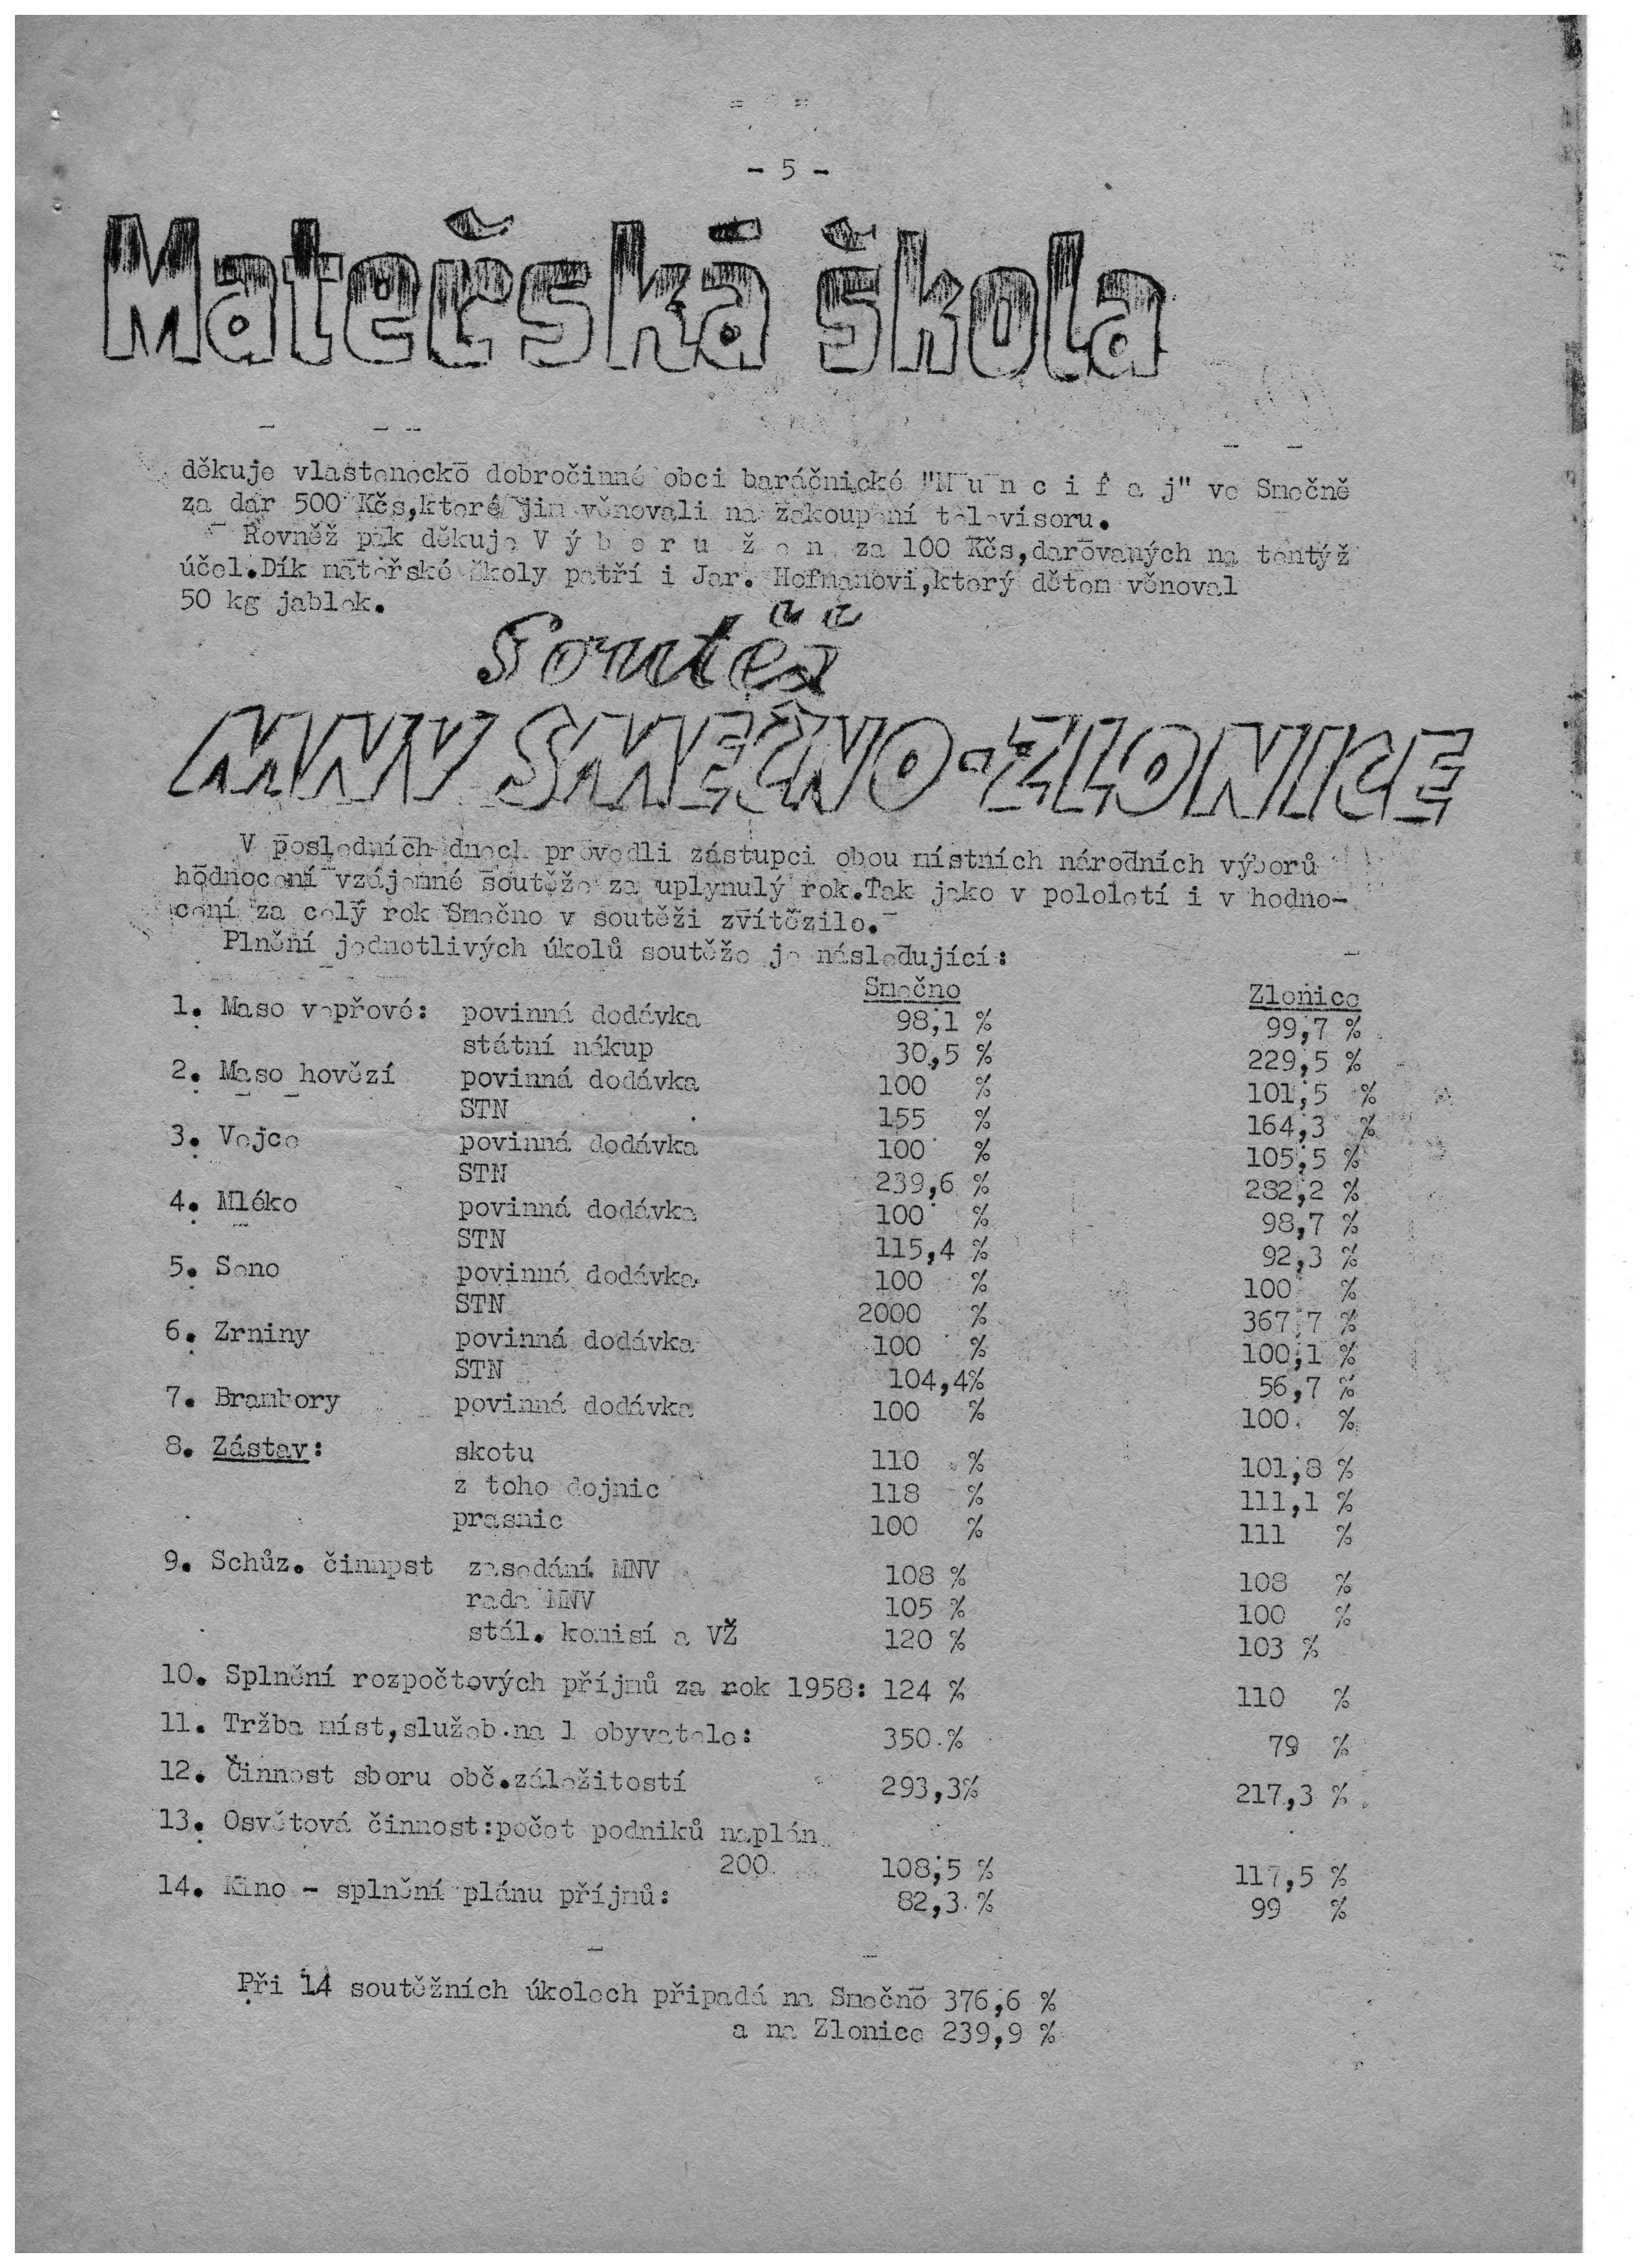 - 5 -
Mateřská škola
děkuje vlastenecké dobročinné obci baráčnické "M u n c i f a j" ve Smečně
za dar 500 Kčs,které jim věnovali na zakoupení televísoru.
Rovněž pak děkuje V ý b o r u ž e n za 100 Kčs,darovaných na tentýž
účel.Dík mateřské školy patří i Jar. Hofmanovi,který dětem věnoval
50 kg jablek.
Soutěž
MNV SMEČNO-ZLONICE
V posledních dnech provedli zástupci obou místních národních výborů
hodnocení vzájemné soutěže za uplynulý rok.Tak jako v pololetí i v hodno-
cení za celý rok Smečno v soutěži zvítězilo.
Plnění jednotlivých úkolů soutěže je následující:
Smečno Zlonice
1. Maso vepřové: povinná dodávka 98,1 % 99,7 %
státní nákup 30,5 % 229,5 %
2. Maso hovězí povinná dodávka 100 % 101,5 %
STN 155 % 164,3 %
3. Vejce povinná dodávka 100 % 105,5 %
STN 239,6 % 282,2 %
4. Mléko povinná dodávka 100 % 98,7 %
STN 115,4 % 92,3 %
5. Seno povinná dodávka 100 % 100 %
STN 2000 % 367,7 %
6. Zrniny povinná dodávka 100 % 100,1 %
STN 104,4% 56,7 %
7. Brambory povinná dodávka 100 % 100 %
8. Zástav: skotu 110 % 101,8 %
z toho dojnic 118 % 111,1 %
prasnic 100 % 111 %
9. Schůz. činnpst zasedání MNV 108 % 108 %
rada MNV 105 % 100 %
stál. komisí a VŽ 120 % 103 %
10. Splnění rozpočtových příjmů za rok 1958: 124 % 110 %
11. Tržba míst,služeb.na 1 obyvatele: 350.% 79 %
12. Činnost sboru obč.záležitostí 293,3% 217,3 %
13. Osvětová činnost:počet podniků naplán
200 108,5 % 117,5 %
14. Kino - splnění plánu příjmů: 82,3 % 99 %
Při 14 soutěžních úkolech připadá na Smečno 376,6 %
a na Zlonice 239,9 %